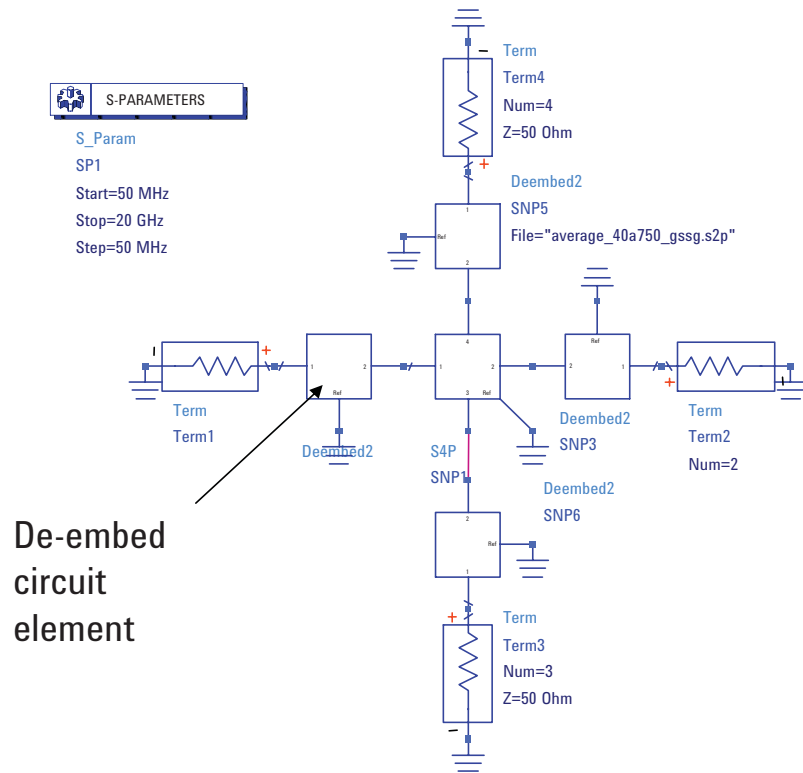 S-PARAMETERS
S_Param
SP1
Start=50 MHz
Stop=20 GHz
Step=50 MHz
Term
Term4
Num=4
Z=50 Ohm
+
Deembed2
SNP5
File="average_40a750_gssg.s2p"
1
Ref
2
+
1
2
Ref
Term
Term1
Deembed2
4
1
2
3
Ref
S4P
SNP1
Ref
2
1
Deembed2
SNP3
+
Term
Term2
Num=2
Deembed2
SNP6
2
Ref
1
+
Term
Term3
Num=3
Z=50 Ohm
De-embed
circuit
element